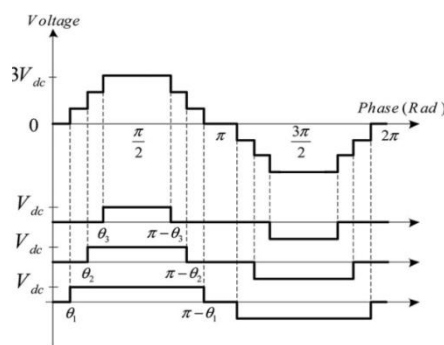 Voltage
3V_dc
Phase (Rad)
0
π/2
π
3π/2
2π
V_dc
θ_3
π−θ_3
V_dc
θ_2
π−θ_2
V_dc
θ_1
π−θ_1